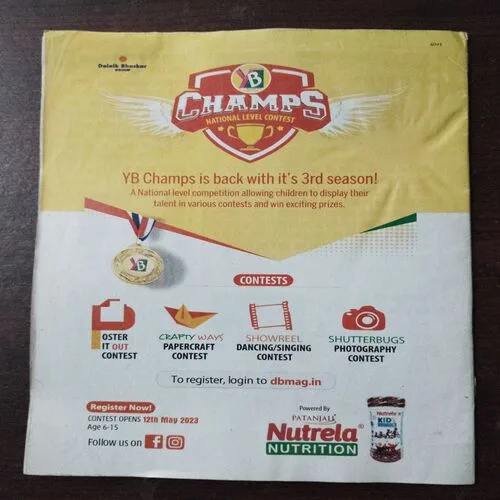 Dainik Bhaskar
GROUP
YB
CHAMPS
NATIONAL LEVEL CONTEST
YB Champs is back with it's 3rd season!
A National level competition allowing children to display their
talent in various contests and win exciting prizes.
YB
CONTESTS
POSTER
IT OUT
CONTEST
CRAFTY WAYS
PAPERCRAFT
CONTEST
SHOWREEL
DANCING/SINGING
CONTEST
SHUTTERBUGS
PHOTOGRAPHY
CONTEST
To register, login to dbmag.in
Register Now!
CONTEST OPENS 12th May 2023
Age 6-15
Follow us on
Powered By
PATANJALI
Nutrela®
NUTRITION
Nutrela
KID